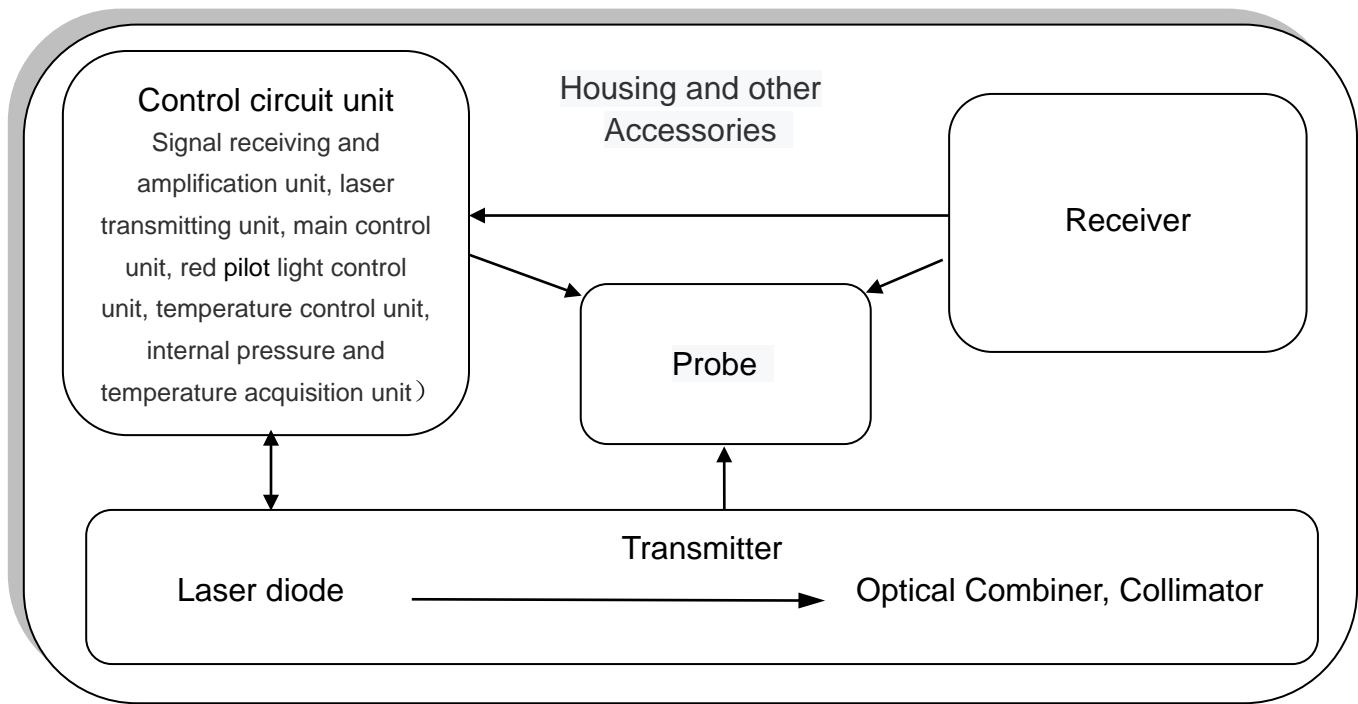 Control circuit unit
Signal receiving and
amplification unit, laser
transmitting unit, main control
unit, red pilot light control
unit, temperature control unit,
internal pressure and
temperature acquisition unit）
Housing and other
Accessories
Receiver
Probe
Transmitter
Laser diode
Optical Combiner, Collimator